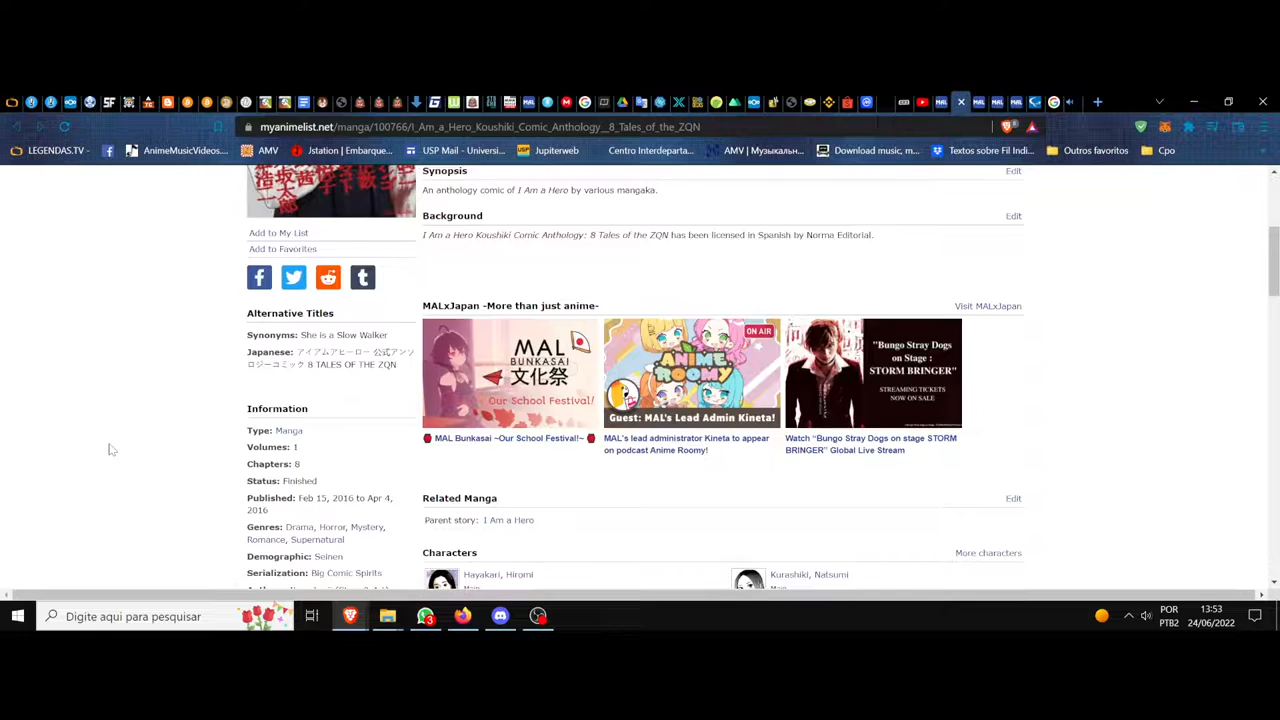 myanimelist.net/manga/100766/I_Am_a_Hero_Koushiki_Comic_Anthology__8_Tales_of_the_ZQN
8
LEGENDAS.TV -
AnimeMusicVideos...
AMV
Jstation | Embarque...
USP Mail - Universi...
Jupiterweb
Centro Interdeparta...
AMV | Музыкальн...
Download music, m...
Textos sobre Fil Indi...
Outros favoritos
Cpo
Synopsis
Edit
An anthology comic of I Am a Hero by various mangaka.
Background
Edit
I Am a Hero Koushiki Comic Anthology: 8 Tales of the ZQN has been licensed in Spanish by Norma Editorial.
Add to My List
Add to Favorites
Alternative Titles
Synonyms: She is a Slow Walker
Japanese: アイアムアヒーロー 公式アンソ
ロジーコミック 8 TALES OF THE ZQN
Information
Type: Manga
Volumes: 1
Chapters: 8
Status: Finished
Published: Feb 15, 2016 to Apr 4,
2016
Genres: Drama, Horror, Mystery,
Romance, Supernatural
Demographic: Seinen
Serialization: Big Comic Spirits
MALxJapan -More than just anime-
Visit MALxJapan
MAL
BUNKASAI
文化祭
Our School Festival!
ON AIR
ANIME
ROOMY
Guest: MAL's Lead Admin Kineta!
"Bungo Stray Dogs
on Stage :
STORM BRINGER"
STREAMING TICKETS
NOW ON SALE
MAL Bunkasai ~Our School Festival!~
MAL's lead administrator Kineta to appear
on podcast Anime Roomy!
Watch "Bungo Stray Dogs on stage STORM
BRINGER" Global Live Stream
Related Manga
Edit
Parent story: I Am a Hero
Characters
More characters
Hayakari, Hiromi
Kurashiki, Natsumi
Digite aqui para pesquisar
3
POR
PTB2
13:53
24/06/2022